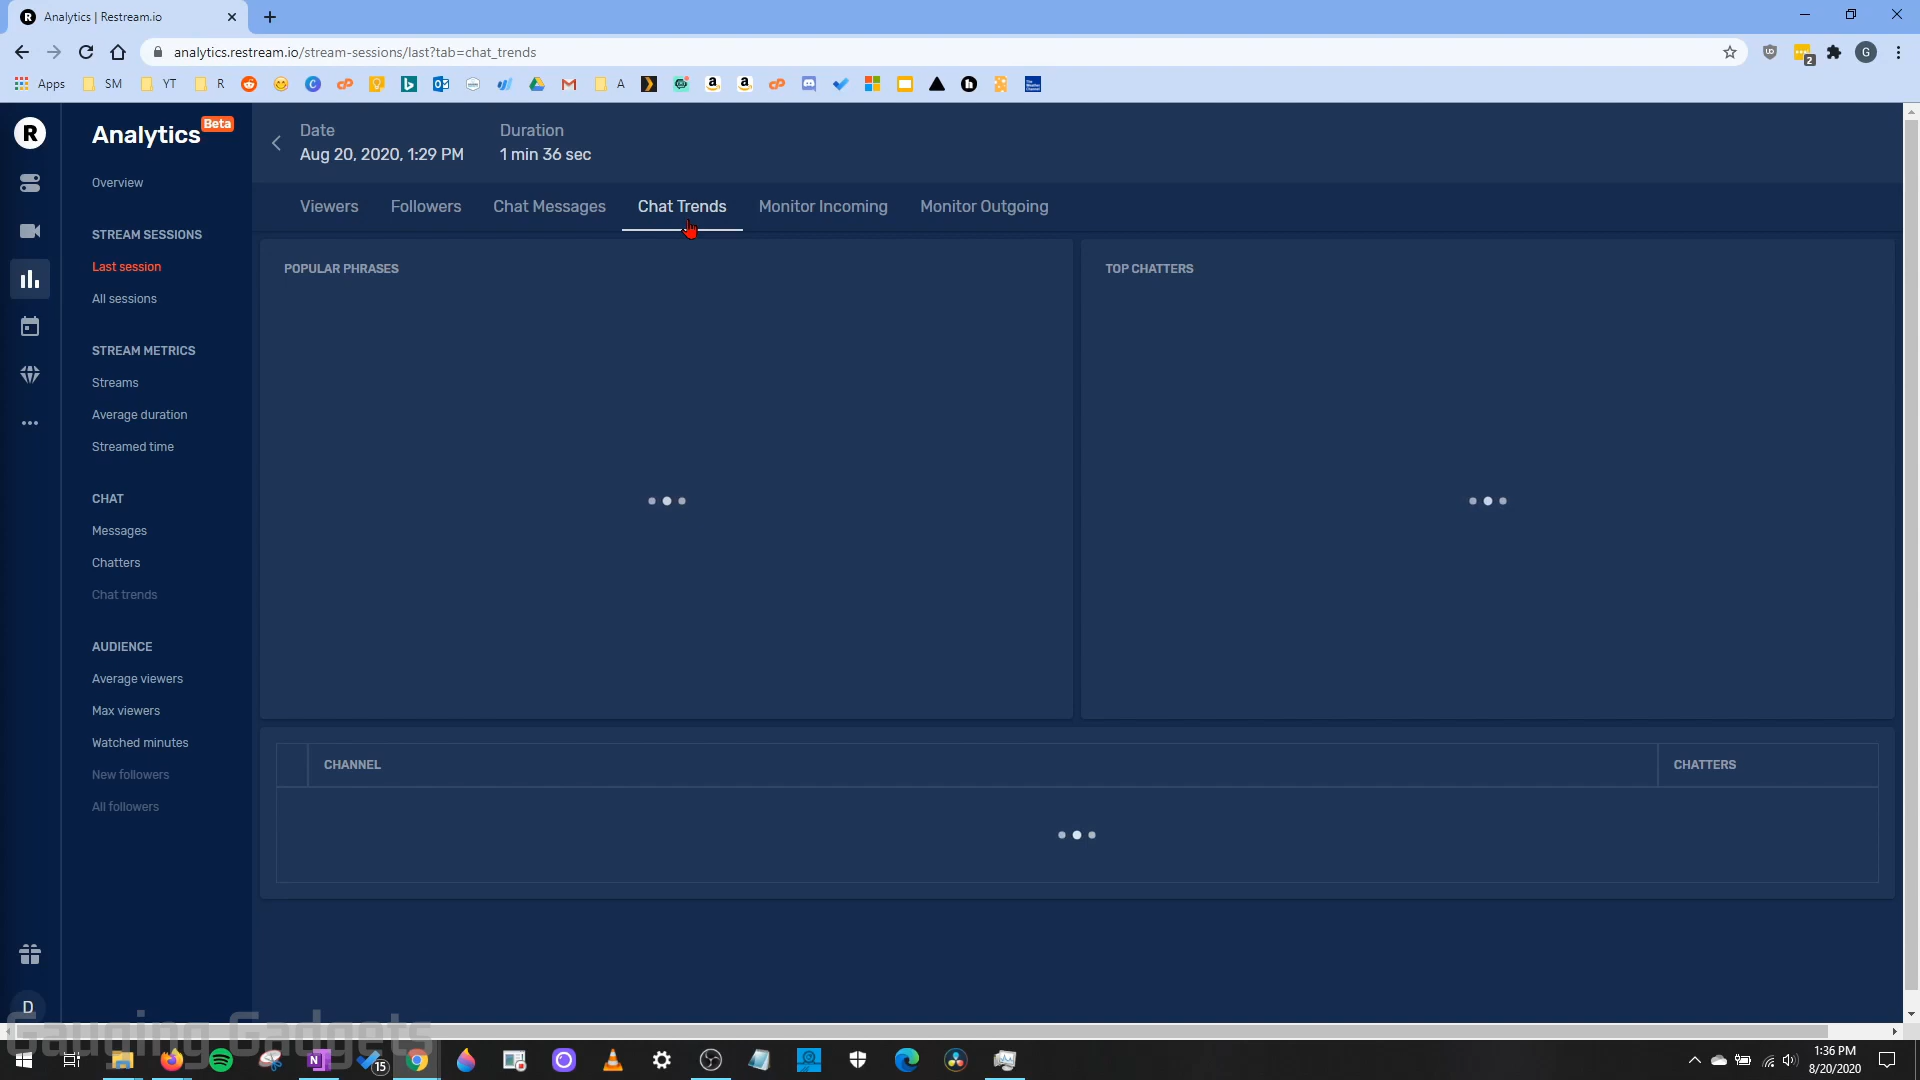 Analytics | Restream.io
analytics.restream.io/stream-sessions/last?tab=chat_trends
2
G
Apps
SM
YT
R
A
R
Analytics
Beta
Overview
STREAM SESSIONS
Last session
All sessions
STREAM METRICS
Streams
Average duration
Streamed time
CHAT
Messages
Chatters
Chat trends
AUDIENCE
Average viewers
Max viewers
Watched minutes
New followers
All followers
D
Date
Aug 20, 2020, 1:29 PM
Duration
1 min 36 sec
Viewers
Followers
Chat Messages
Chat Trends
Monitor Incoming
Monitor Outgoing
POPULAR PHRASES
TOP CHATTERS
CHANNEL
CHATTERS
Gauging Gadgets
15
1:36 PM
8/20/2020